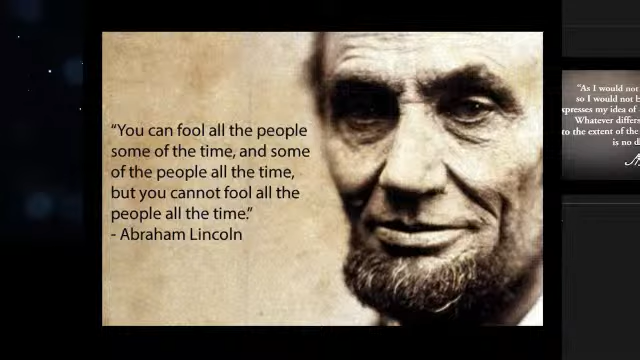 “You can fool all the people
some of the time, and some
of the people all the time,
but you cannot fool all the
people all the time.”
- Abraham Lincoln
“As I would not
so I would not
expresses my idea of
Whatever differs
to the extent of the
is no